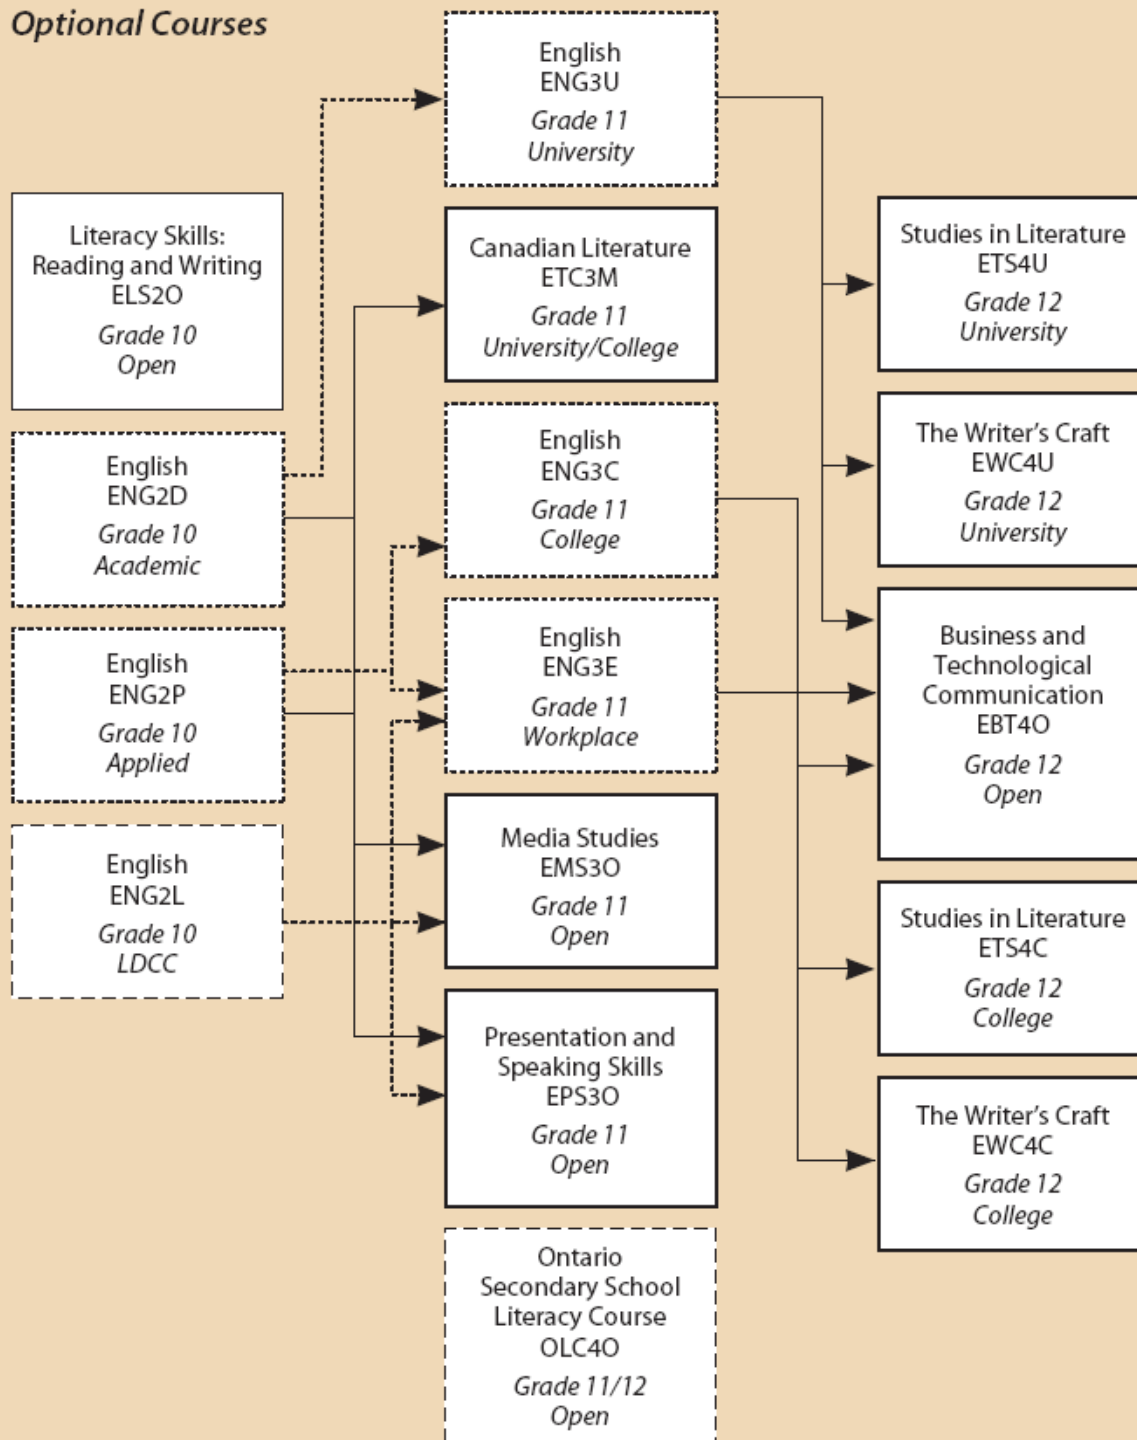 Optional Courses
Literacy Skills:
Reading and Writing
ELS2O
Grade 10
Open
English
ENG2D
Grade 10
Academic
English
ENG2P
Grade 10
Applied
English
ENG2L
Grade 10
LDCC
English
ENG3U
Grade 11
University
Canadian Literature
ETC3M
Grade 11
University/College
English
ENG3C
Grade 11
College
English
ENG3E
Grade 11
Workplace
Media Studies
EMS3O
Grade 11
Open
Presentation and
Speaking Skills
EPS3O
Grade 11
Open
Ontario
Secondary School
Literacy Course
OLC4O
Grade 11/12
Open
Studies in Literature
ETS4U
Grade 12
University
The Writer’s Craft
EWC4U
Grade 12
University
Business and
Technological
Communication
EBT4O
Grade 12
Open
Studies in Literature
ETS4C
Grade 12
College
The Writer’s Craft
EWC4C
Grade 12
College